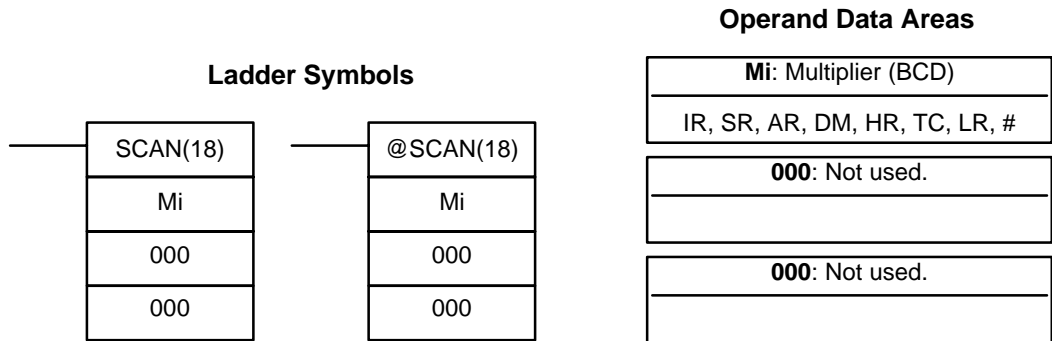 Ladder Symbols
SCAN(18)
Mi
000
000
@SCAN(18)
Mi
000
000
Operand Data Areas
Mi: Multiplier (BCD)
IR, SR, AR, DM, HR, TC, LR, #
000: Not used.
000: Not used.